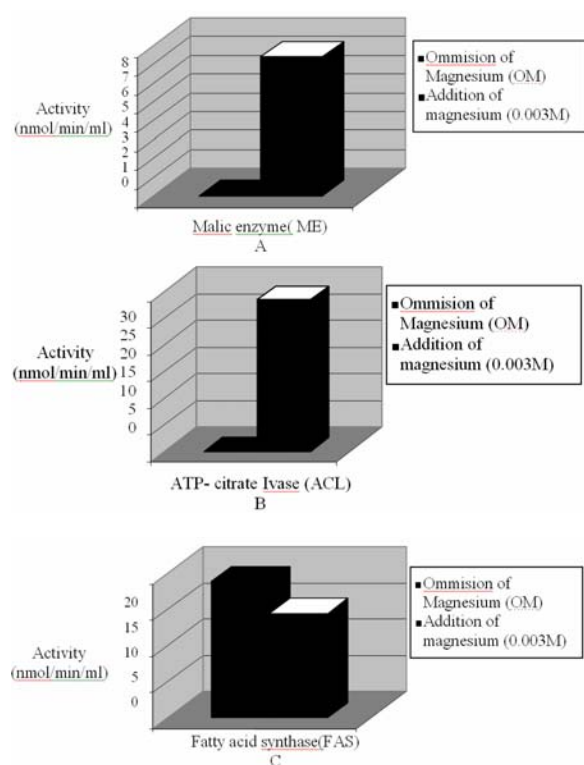 8
7
6
5
4
3
2
1
0
Activity
(nmol/min/ml)
Ommision of
Magnesium (OM)
Addition of
magnesium (0.003M)
Malic enzyme( ME)
A
30
25
20
15
10
5
0
Activity
(nmol/min/ml)
Ommision of
Magnesium (OM)
Addition of
magnesium (0.003M)
ATP- citrate Ivase (ACL)
B
20
15
10
5
0
Activity
(nmol/min/ml)
Ommision of
Magnesium (OM)
Addition of
magnesium (0.003M)
Fatty acid synthase(FAS)
C